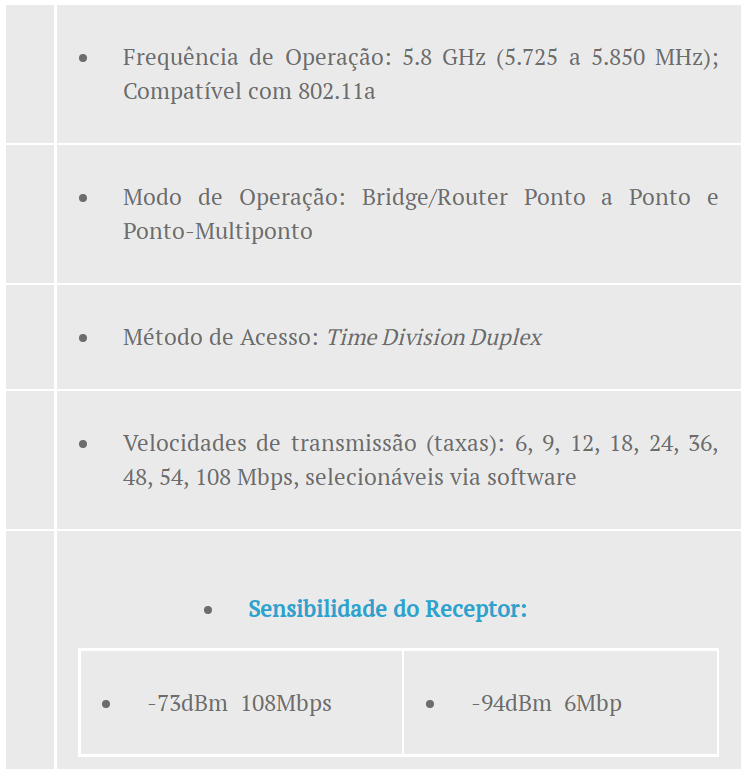 Frequência de Operação: 5.8 GHz (5.725 a 5.850 MHz);
Compatível com 802.11a
Modo de Operação: Bridge/Router Ponto a Ponto e
Ponto-Multiponto
Método de Acesso: Time Division Duplex
Velocidades de transmissão (taxas): 6, 9, 12, 18, 24, 36,
48, 54, 108 Mbps, selecionáveis via software
Sensibilidade do Receptor:
-73dBm 108Mbps
-94dBm 6Mbp